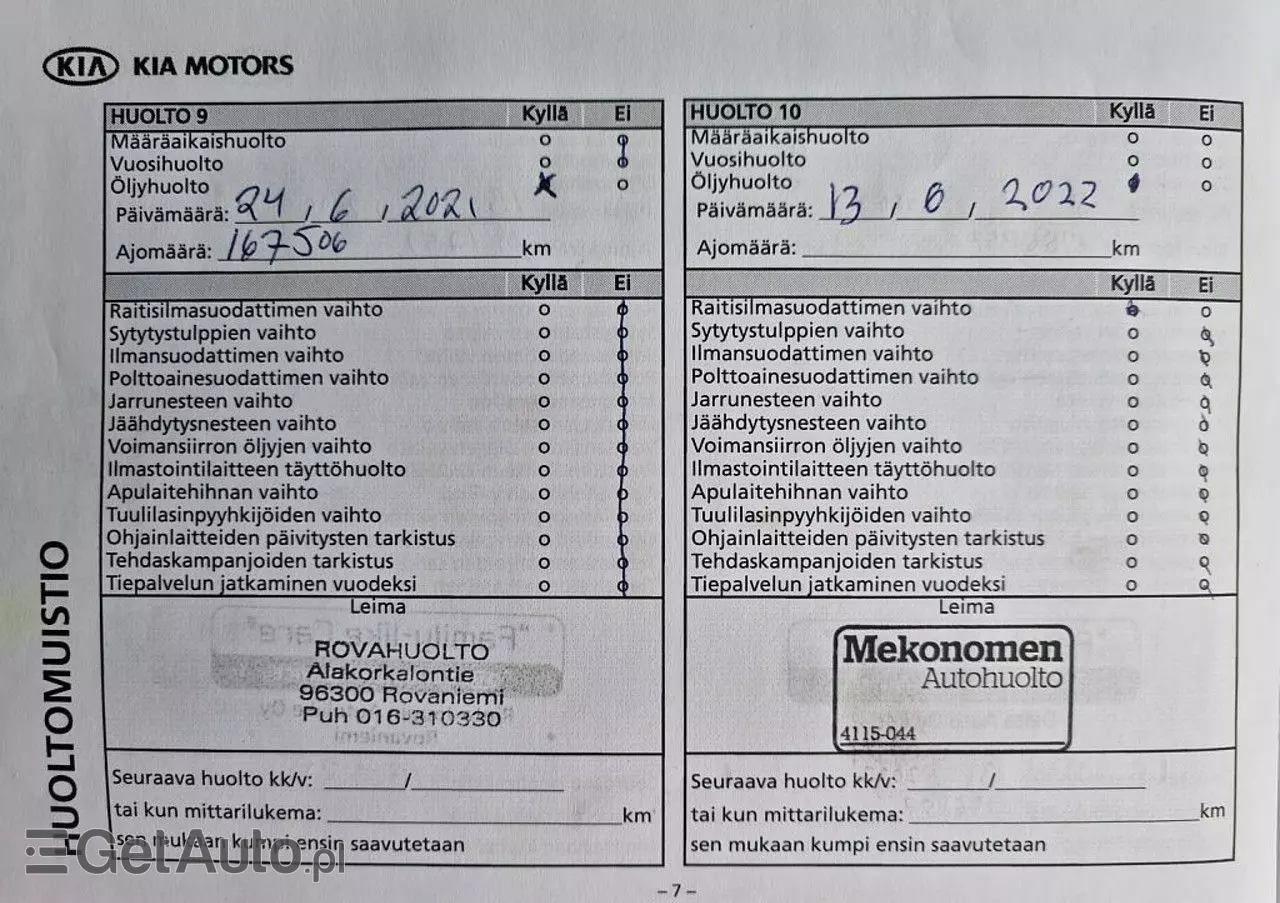 KIA KIA MOTORS
HUOLTO 9 Kyllä Ei
Määräaikaishuolto
Vuosihuolto
Öljyhuolto
Päivämäärä: 24, 6, 2021
Ajomäärä: 167506 km
Kyllä Ei
Raitisilmasuodattimen vaihto
Sytytystulppien vaihto
Ilmansuodattimen vaihto
Polttoainesuodattimen vaihto
Jarrunesteen vaihto
Jäähdytysnesteen vaihto
Voimansiirron öljyjen vaihto
Ilmastointilaitteen täyttöhuolto
Apulaitehihnan vaihto
Tuulilasinpyyhkijöiden vaihto
Ohjainlaitteiden päivitysten tarkistus
Tehdaskampanjoiden tarkistus
Tiepalvelun jatkaminen vuodeksi
Leima
ROVAHUOLTO
Alakorkalontie
96300 Rovaniemi
Puh 016-310330
Seuraava huolto kk/v: /
tai kun mittarilukema: km
sen mukaan kumpi ensin saavutetaan
HUOLTO 10 Kyllä Ei
Määräaikaishuolto
Vuosihuolto
Öljyhuolto
Päivämäärä: 13, , 2022
Ajomäärä: km
Kyllä Ei
Raitisilmasuodattimen vaihto
Sytytystulppien vaihto
Ilmansuodattimen vaihto
Polttoainesuodattimen vaihto
Jarrunesteen vaihto
Jäähdytysnesteen vaihto
Voimansiirron öljyjen vaihto
Ilmastointilaitteen täyttöhuolto
Apulaitehihnan vaihto
Tuulilasinpyyhkijöiden vaihto
Ohjainlaitteiden päivitysten tarkistus
Tehdaskampanjoiden tarkistus
Tiepalvelun jatkaminen vuodeksi
Leima
Mekonomen
Autohuolto
4115-044
Seuraava huolto kk/v: /
tai kun mittarilukema: km
sen mukaan kumpi ensin saavutetaan
HUOLTOMUISTIO
GetAuto.pl
– 7 –